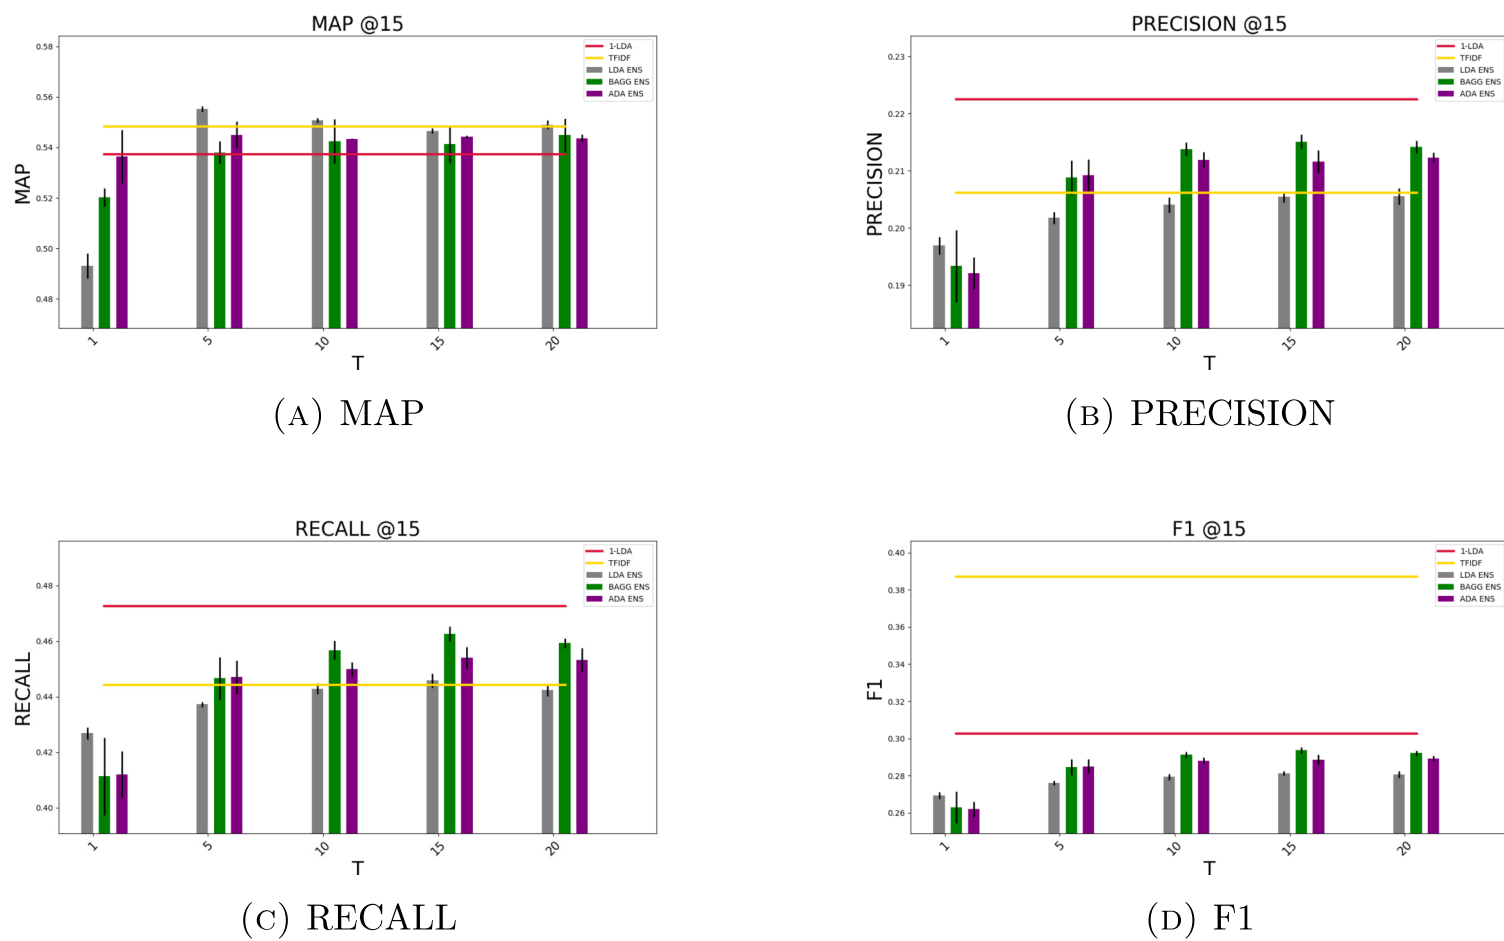 MAP @15
0.58
0.56
0.54
0.52
0.50
0.48
MAP
1-LDA
TFIDF
LDA ENS
BAGG ENS
ADA ENS
1 5 10 15 20
T
(A) MAP
PRECISION @15
0.23
0.22
0.21
0.20
0.19
PRECISION
1-LDA
TFIDF
LDA ENS
BAGG ENS
ADA ENS
1 5 10 15 20
T
(B) PRECISION
RECALL @15
0.48
0.46
0.44
0.42
0.40
RECALL
1-LDA
TFIDF
LDA ENS
BAGG ENS
ADA ENS
1 5 10 15 20
T
(C) RECALL
F1 @15
0.40
0.38
0.36
0.34
0.32
0.30
0.28
0.26
F1
1-LDA
TFIDF
LDA ENS
BAGG ENS
ADA ENS
1 5 10 15 20
T
(D) F1